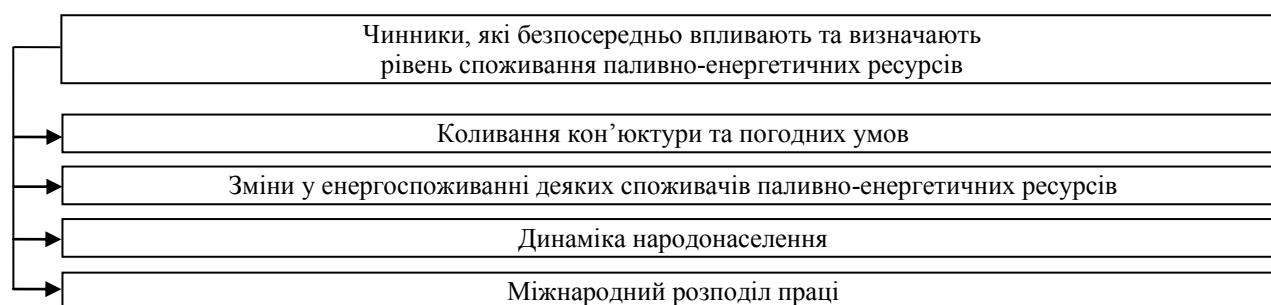 Чинники, які безпосередньо впливають та визначають
рівень споживання паливно-енергетичних ресурсів
Коливання кон’юктури та погодних умов
Зміни у енергоспоживанні деяких споживачів паливно-енергетичних ресурсів
Динаміка народонаселення
Міжнародний розподіл праці